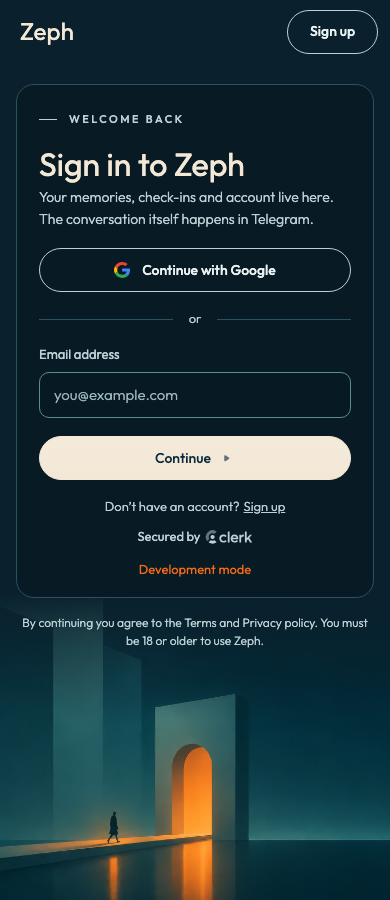 Zeph
Sign up
WELCOME BACK
Sign in to Zeph
Your memories, check-ins and account live here.
The conversation itself happens in Telegram.
Continue with Google
or
Email address
you@example.com
Continue
Don’t have an account? Sign up
Secured by clerk
Development mode
By continuing you agree to the Terms and Privacy policy. You must
be 18 or older to use Zeph.